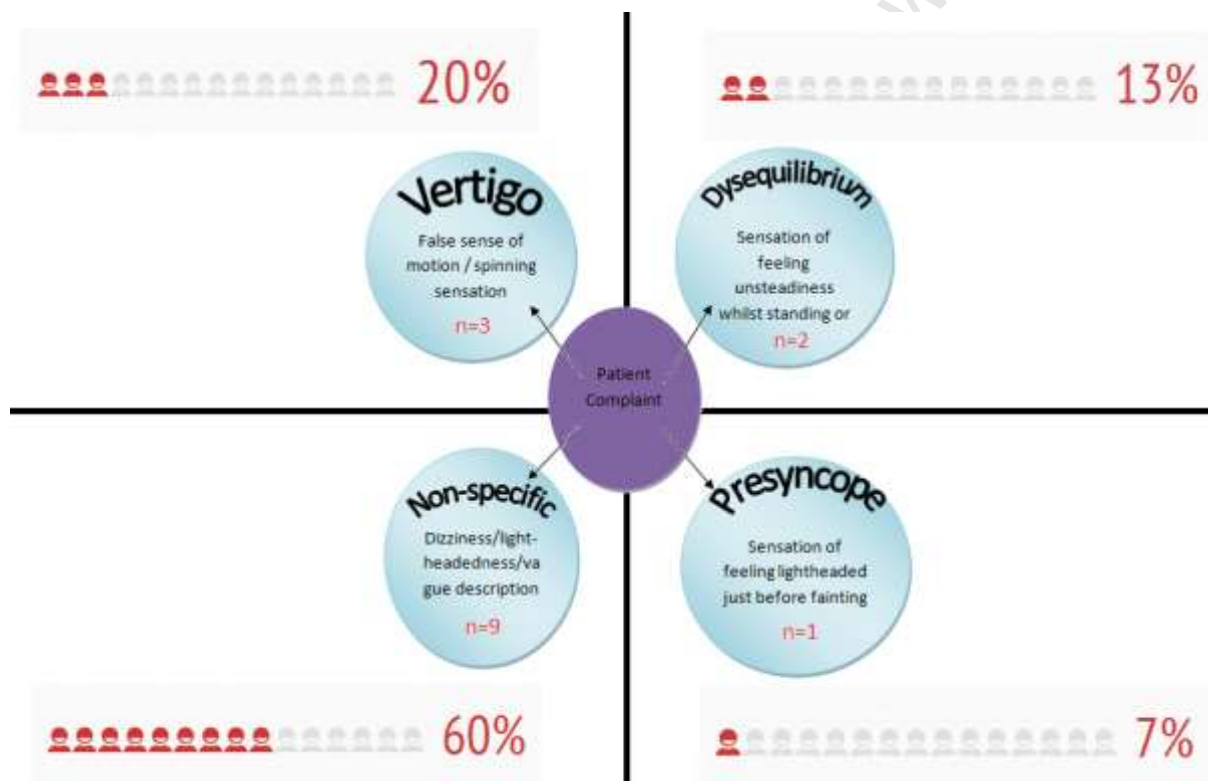 20%
13%
Vertigo
False sense of
motion / spinning
sensation
n=3
Dysequilibrium
Sensation of
feeling
unsteadiness
whilst standing or
n=2
Patient
Complaint
Non-specific
Dizziness/light-
headedness/va
gue description
n=9
Presyncope
Sensation of
feeling lightheaded
just before fainting
n=1
60%
7%